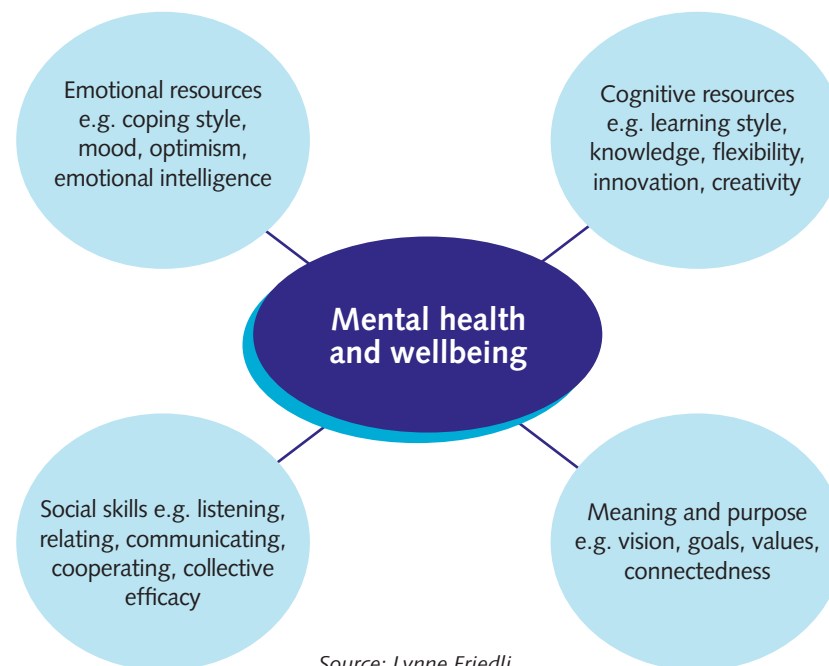 Emotional resources
e.g. coping style,
mood, optimism,
emotional intelligence
Cognitive resources
e.g. learning style,
knowledge, flexibility,
innovation, creativity
Mental health
and wellbeing
Social skills e.g. listening,
relating, communicating,
cooperating, collective
efficacy
Meaning and purpose
e.g. vision, goals, values,
connectedness
Source: Lynne Friedli